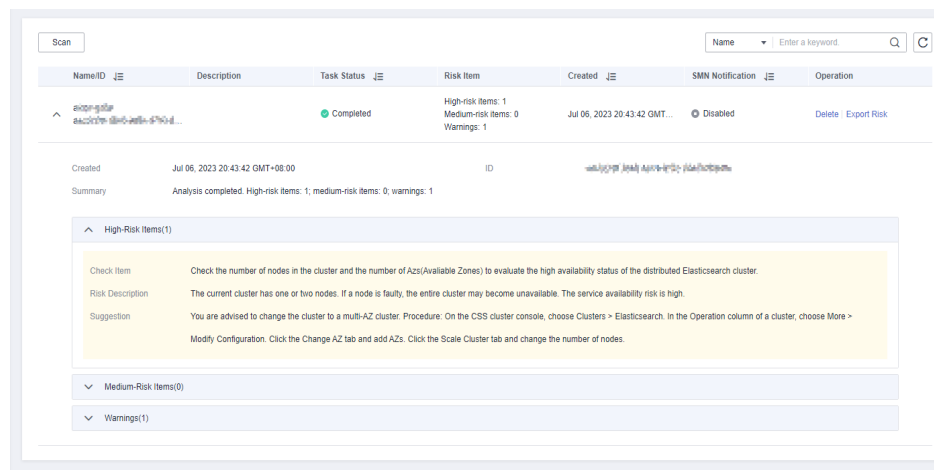 Scan
Name
Enter a keyword.
Name/ID Description Task Status Risk Item Created SMN Notification Operation
High-risk items: 1
Completed Medium-risk items: 0 Jul 06, 2023 20:43:42 GMT... Disabled Delete Export Risk
Warnings: 1
Created Jul 06, 2023 20:43:42 GMT+08:00 ID
Summary Analysis completed. High-risk items: 1; medium-risk items: 0; warnings: 1
High-Risk Items(1)
Check Item Check the number of nodes in the cluster and the number of Azs(Avaliable Zones) to evaluate the high availability status of the distributed Elasticsearch cluster.
Risk Description The current cluster has one or two nodes. If a node is faulty, the entire cluster may become unavailable. The service availability risk is high.
Suggestion You are advised to change the cluster to a multi-AZ cluster. Procedure: On the CSS cluster console, choose Clusters > Elasticsearch. In the Operation column of a cluster, choose More >
Modify Configuration. Click the Change AZ tab and add AZs. Click the Scale Cluster tab and change the number of nodes.
Medium-Risk Items(0)
Warnings(1)